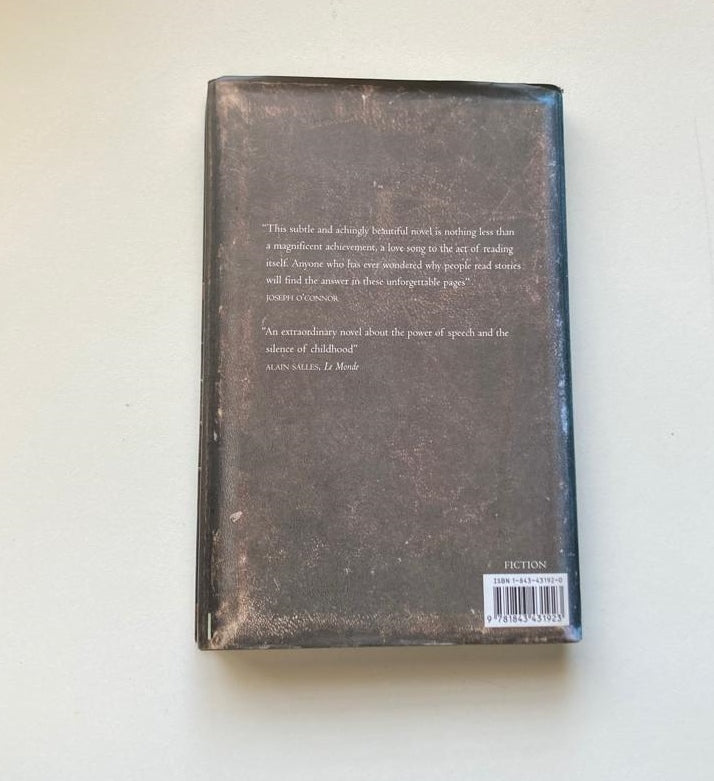 "This subtle and achingly beautiful novel is nothing less than
a magnificent achievement, a love song to the act of reading
itself. Anyone who has ever wondered why people read stories
will find the answer in these unforgettable pages"
JOSEPH O'CONNOR
"An extraordinary novel about the power of speech and the
silence of childhood"
ALAIN SALLES, Le Monde
FICTION
ISBN 1-843-43192-0
9 781843 431923